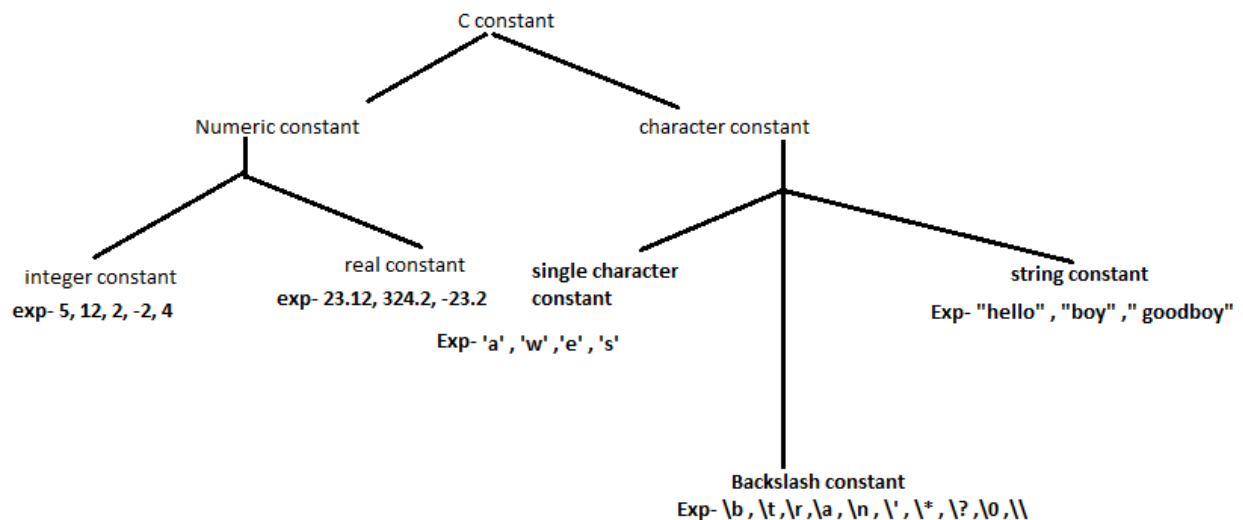 C constant
Numeric constant
character constant
integer constant
exp- 5, 12, 2, -2, 4
real constant
exp- 23.12, 324.2, -23.2
single character
constant
Exp- 'a' , 'w' ,'e' , 's'
string constant
Exp- "hello" , "boy" ," goodboy"
Backslash constant
Exp- \b , \t ,\r ,\a , \n , \' , \* , \? ,\0 ,\\